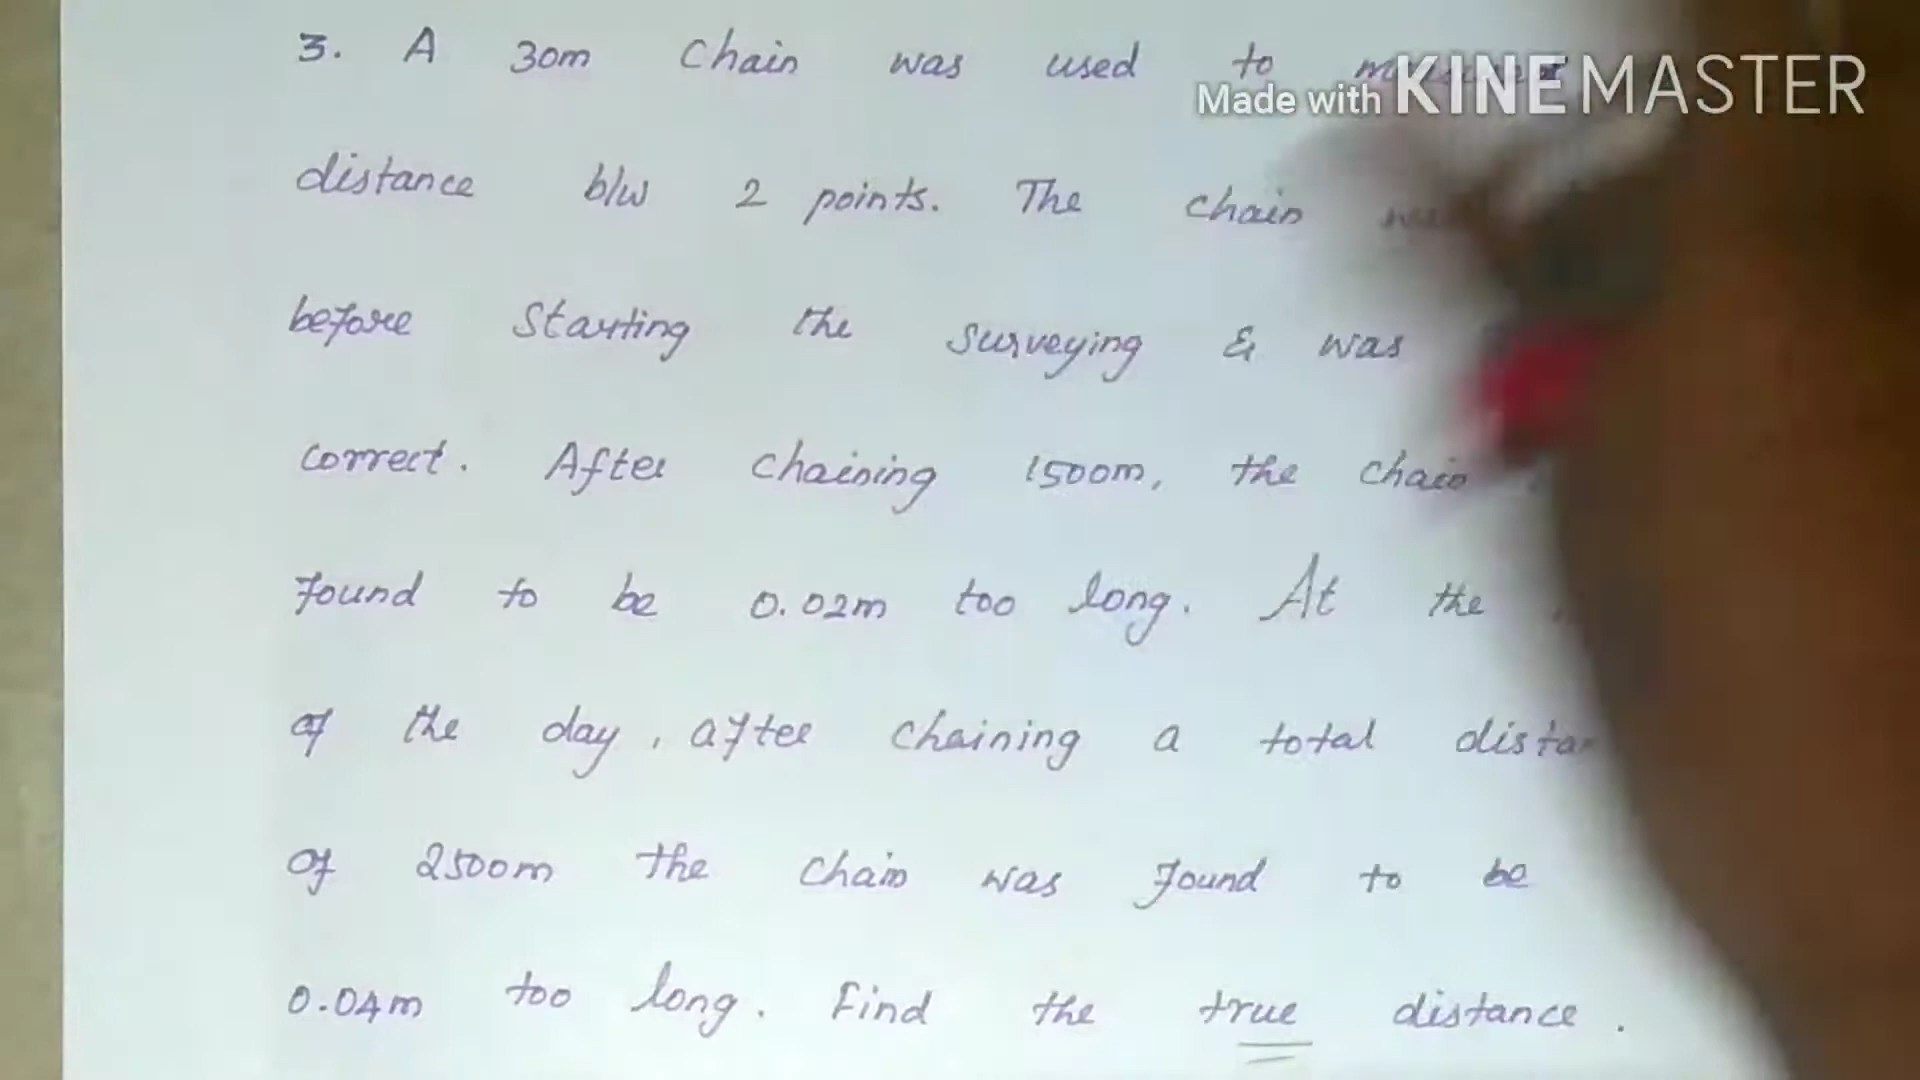 3. A 30m Chain was used to
Made with KINEMASTER
distance b/w 2 points. The chain
before Starting the Surveying & was
correct. After chaining 1500m, the chain
found to be 0.02m too long. At the
of the day, after chaining a total
of 2500m the chain was found to be
0.04m too long. Find the true distance.